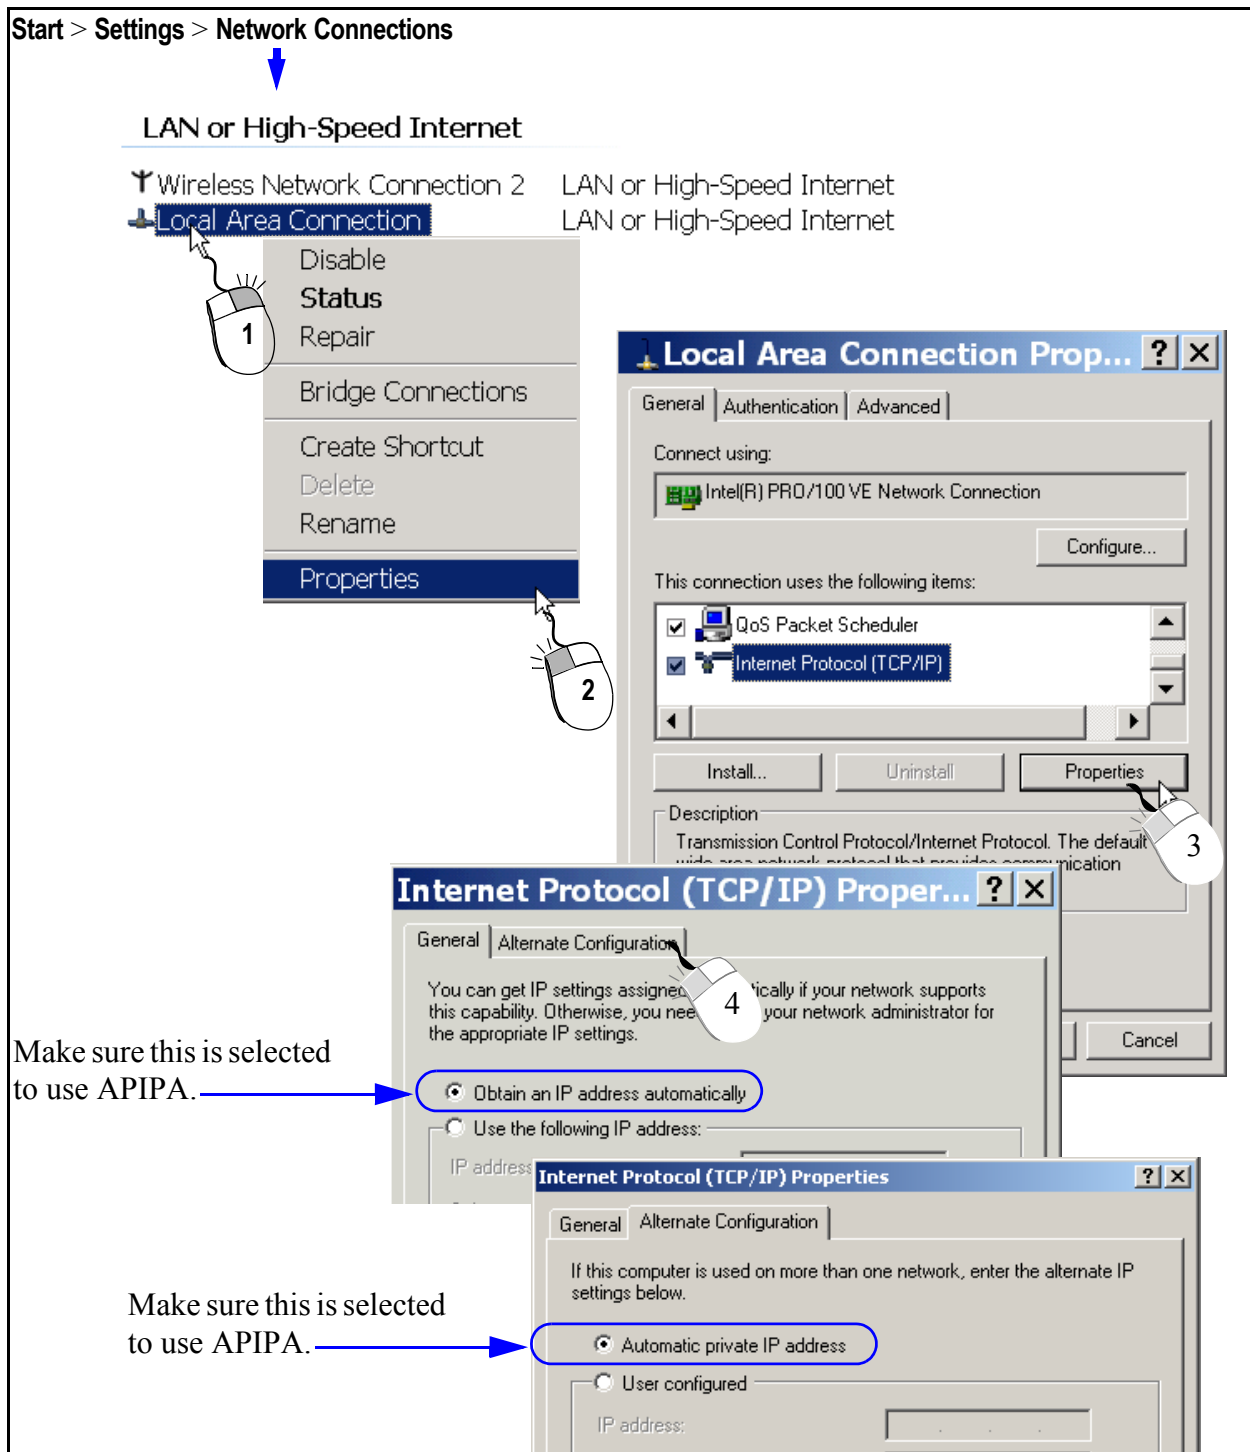 Start > Settings > Network Connections
LAN or High-Speed Internet
Wireless Network Connection 2 LAN or High-Speed Internet
Local Area Connection LAN or High-Speed Internet
Disable
Status
1
Repair
Bridge Connections
Create Shortcut
Delete
Rename
Properties
2
Local Area Connection Prop... ? X
General Authentication Advanced
Connect using:
Intel(R) PRO/100 VE Network Connection
Configure...
This connection uses the following items:
QoS Packet Scheduler
Internet Protocol (TCP/IP)
Install... Uninstall Properties
3
Description
Transmission Control Protocol/Internet Protocol. The default
wide area network protocol that provides communication
Cancel
Internet Protocol (TCP/IP) Proper... ? X
General Alternate Configuration
4
You can get IP settings assigned tically if your network supports
this capability. Otherwise, you nee your network administrator for
the appropriate IP settings.
Make sure this is selected
to use APIPA.
Obtain an IP address automatically
Use the following IP address:
IP address
Internet Protocol (TCP/IP) Properties ? X
General Alternate Configuration
If this computer is used on more than one network, enter the alternate IP
settings below.
Make sure this is selected
to use APIPA.
Automatic private IP address
User configured
IP address: